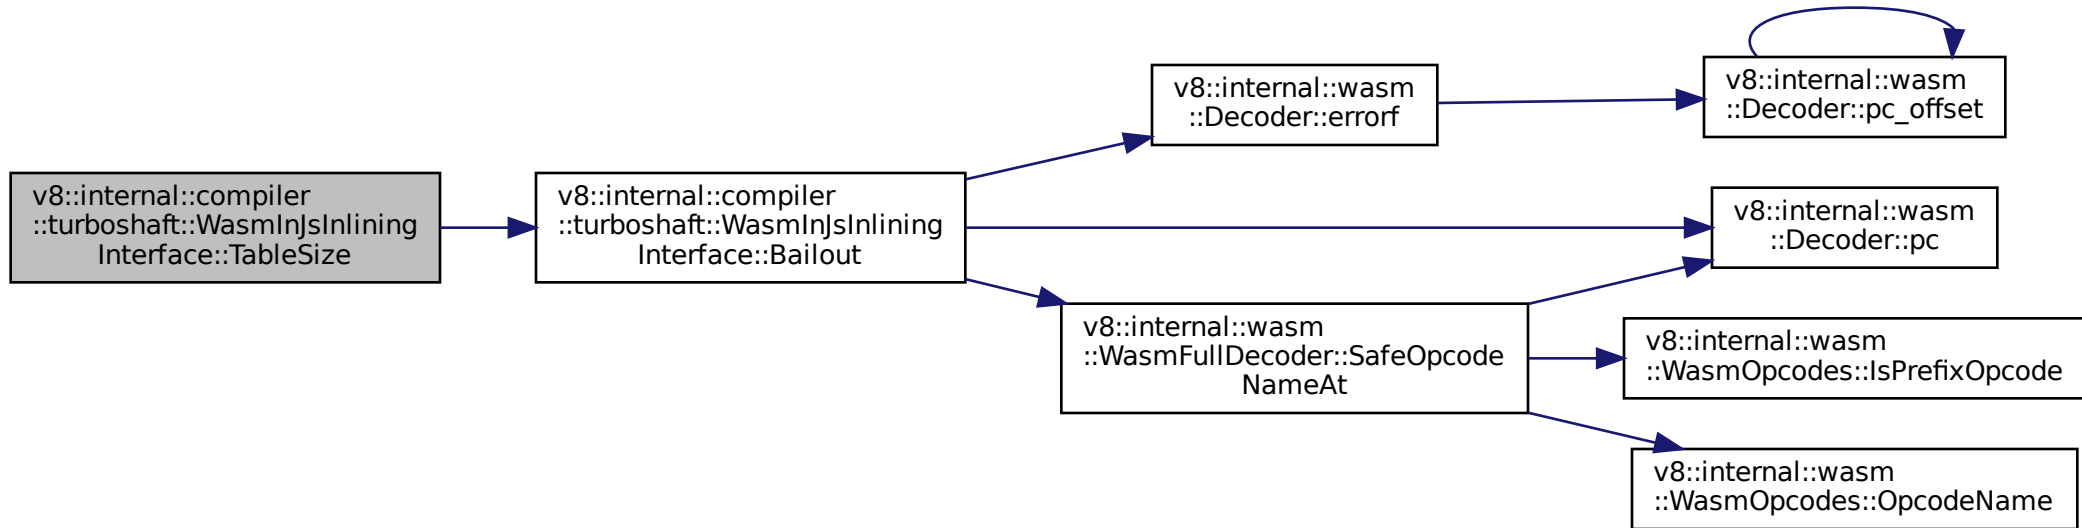 v8::internal::compiler
::turboshaft::WasmInJsInlining
Interface::TableSize
v8::internal::compiler
::turboshaft::WasmInJsInlining
Interface::Bailout
v8::internal::wasm
::Decoder::errorf
v8::internal::wasm
::Decoder::pc_offset
v8::internal::wasm
::Decoder::pc
v8::internal::wasm
::WasmFullDecoder::SafeOpcode
NameAt
v8::internal::wasm
::WasmOpcodes::IsPrefixOpcode
v8::internal::wasm
::WasmOpcodes::OpcodeName